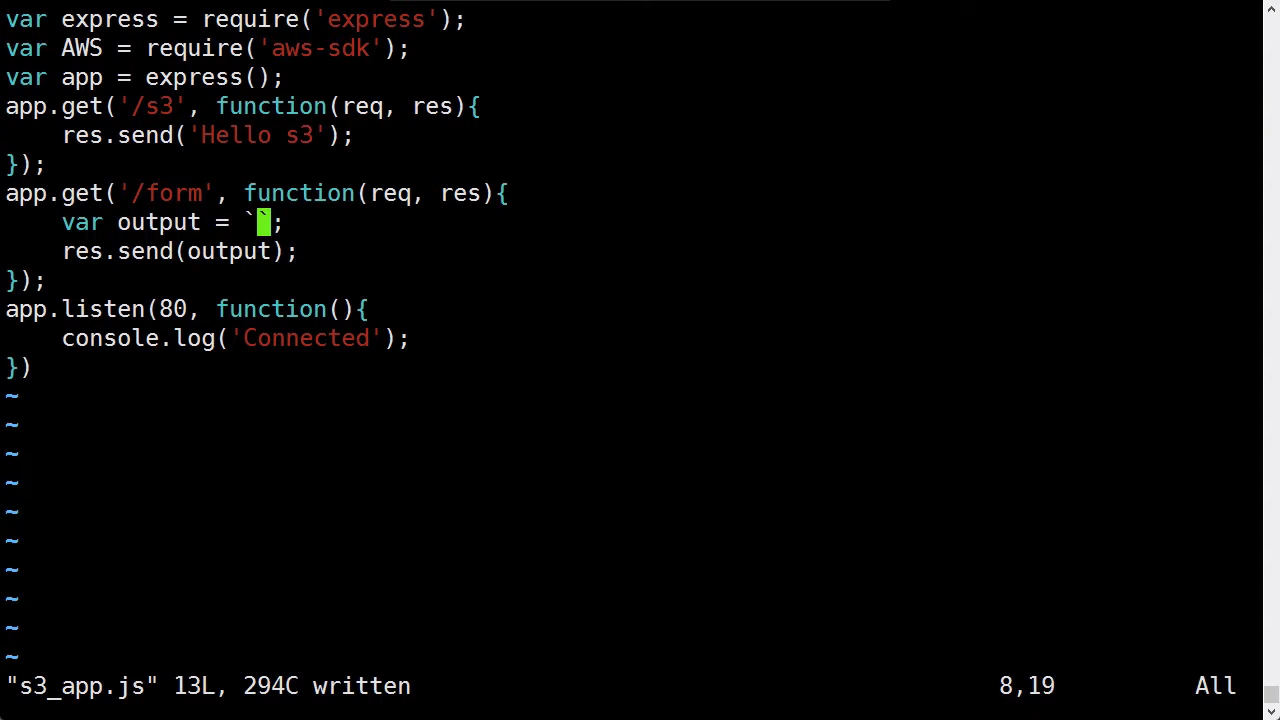 var express = require('express');
var AWS = require('aws-sdk');
var app = express();
app.get('/s3', function(req, res){
    res.send('Hello s3');
});
app.get('/form', function(req, res){
    var output = ``;
    res.send(output);
});
app.listen(80, function(){
    console.log('Connected');
})
~
~
~
~
~
~
~
~
~
~
"s3_app.js" 13L, 294C written 8,19 All